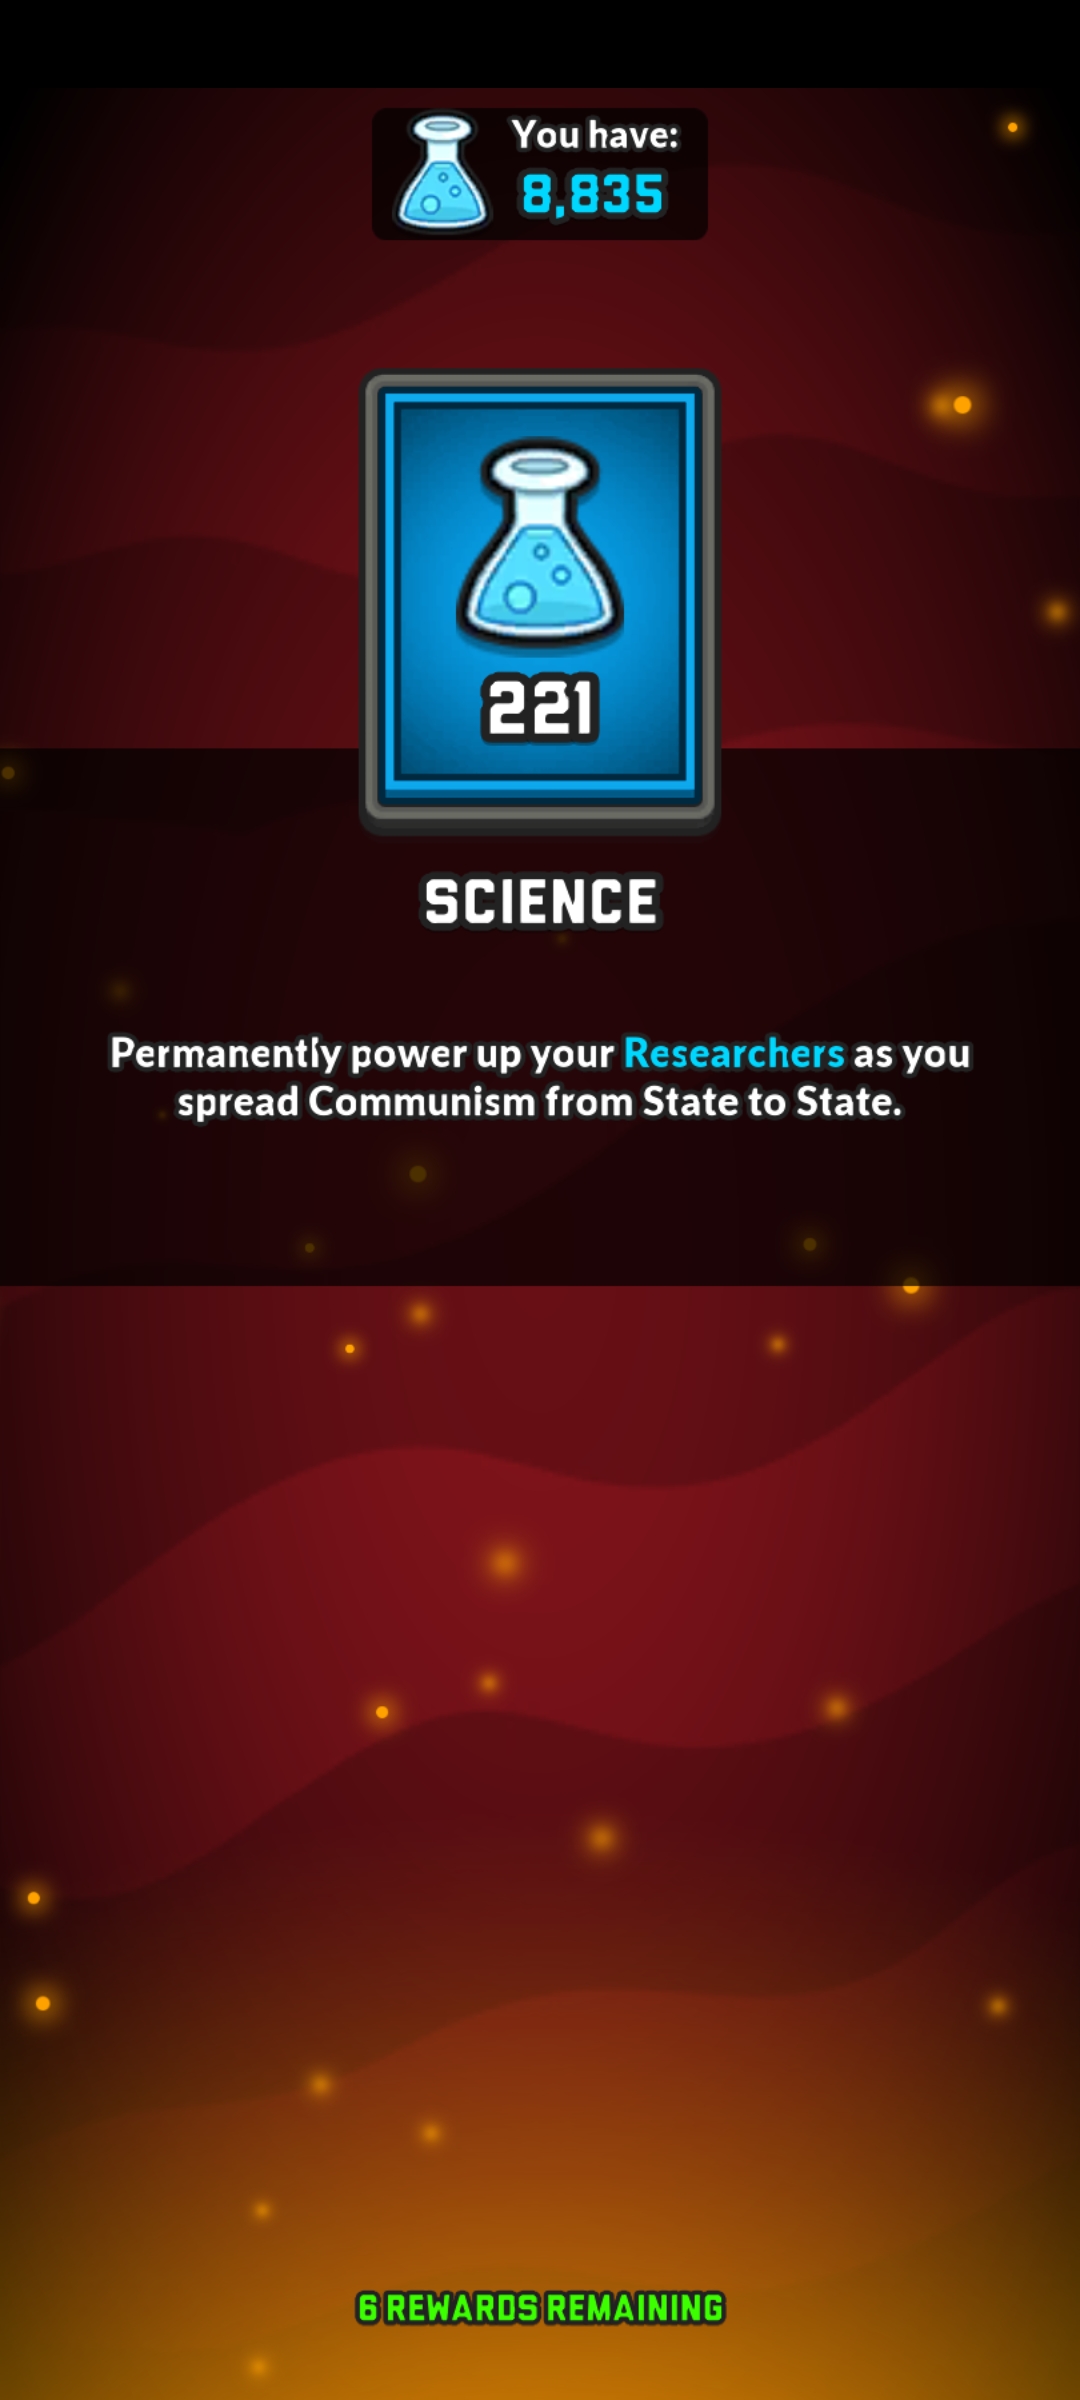 You have:
8,835
221
SCIENCE
Permanently power up your Researchers as you
spread Communism from State to State.
6 REWARDS REMAINING